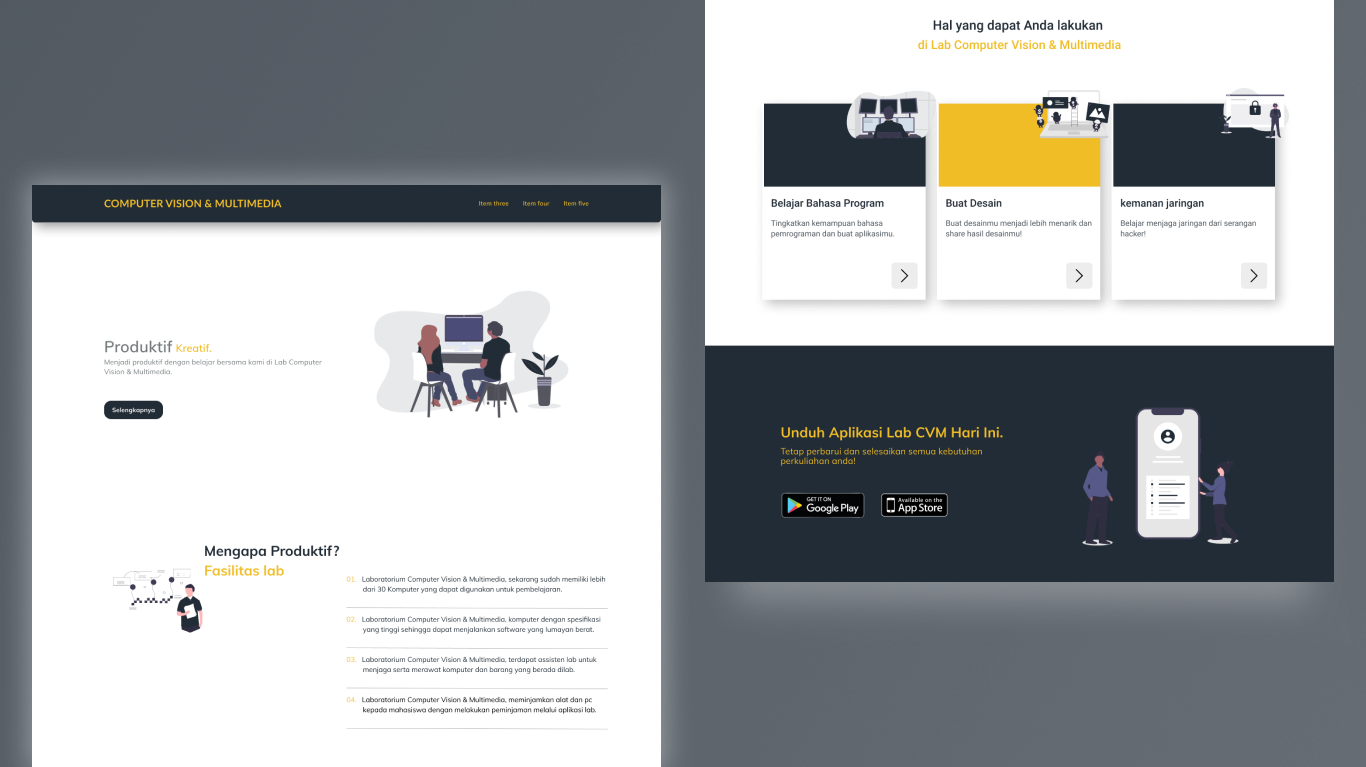 COMPUTER VISION & MULTIMEDIA
Item three
Item four
Item five
Produktif Kreatif.
Menjadi produktif dengan belajar bersama kami di Lab Computer
Vision & Multimedia.
Selengkapnya
Mengapa Produktif?
Fasilitas lab
01. Laboratorium Computer Vision & Multimedia, sekarang sudah memiliki lebih
dari 30 Komputer yang dapat digunakan untuk pembelajaran.
02. Laboratorium Computer Vision & Multimedia, komputer dengan spesifikasi
yang tinggi sehingga dapat menjalankan software yang lumayan berat.
03. Laboratorium Computer Vision & Multimedia, terdapat assisten lab untuk
menjaga serta merawat komputer dan barang yang berada dilab.
04. Laboratorium Computer Vision & Multimedia, meminjamkan alat dan pc
kepada mahasiswa dengan melakukan peminjaman melalui aplikasi lab.
Hal yang dapat Anda lakukan
di Lab Computer Vision & Multimedia
Belajar Bahasa Program
Tingkatkan kemampuan bahasa
pemrograman dan buat aplikasimu.
Buat Desain
Buat desainmu menjadi lebih menarik dan
share hasil desainmu!
kemanan jaringan
Belajar menjaga jaringan dari serangan
hacker!
Unduh Aplikasi Lab CVM Hari Ini.
Tetap perbarui dan selesaikan semua kebutuhan
perkuliahan anda!
GET IT ON
Google Play
Available on the
App Store